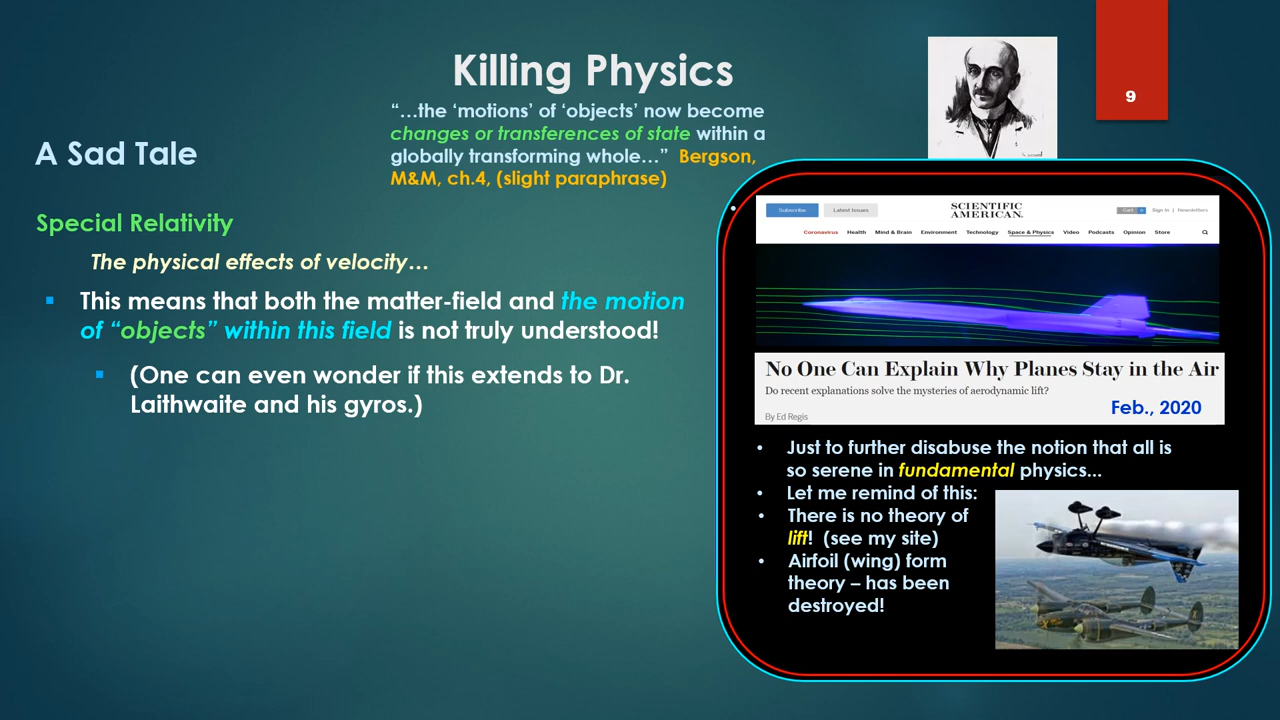 Killing Physics
9
“…the ‘motions’ of ‘objects’ now become
changes or transferences of state within a
globally transforming whole…” Bergson,
M&M, ch.4, (slight paraphrase)
A Sad Tale
Special Relativity
The physical effects of velocity…
▪ This means that both the matter-field and the motion
of “objects” within this field is not truly understood!
▪ (One can even wonder if this extends to Dr.
Laithwaite and his gyros.)
Subscribe Latest Issues SCIENTIFIC AMERICAN. Cart 0 Sign In | Newsletters
Coronavirus Health Mind & Brain Environment Technology Space & Physics Video Podcasts Opinion Store
No One Can Explain Why Planes Stay in the Air
Do recent explanations solve the mysteries of aerodynamic lift?
By Ed Regis
Feb., 2020
• Just to further disabuse the notion that all is
so serene in fundamental physics...
• Let me remind of this:
• There is no theory of
lift! (see my site)
• Airfoil (wing) form
theory – has been
destroyed!